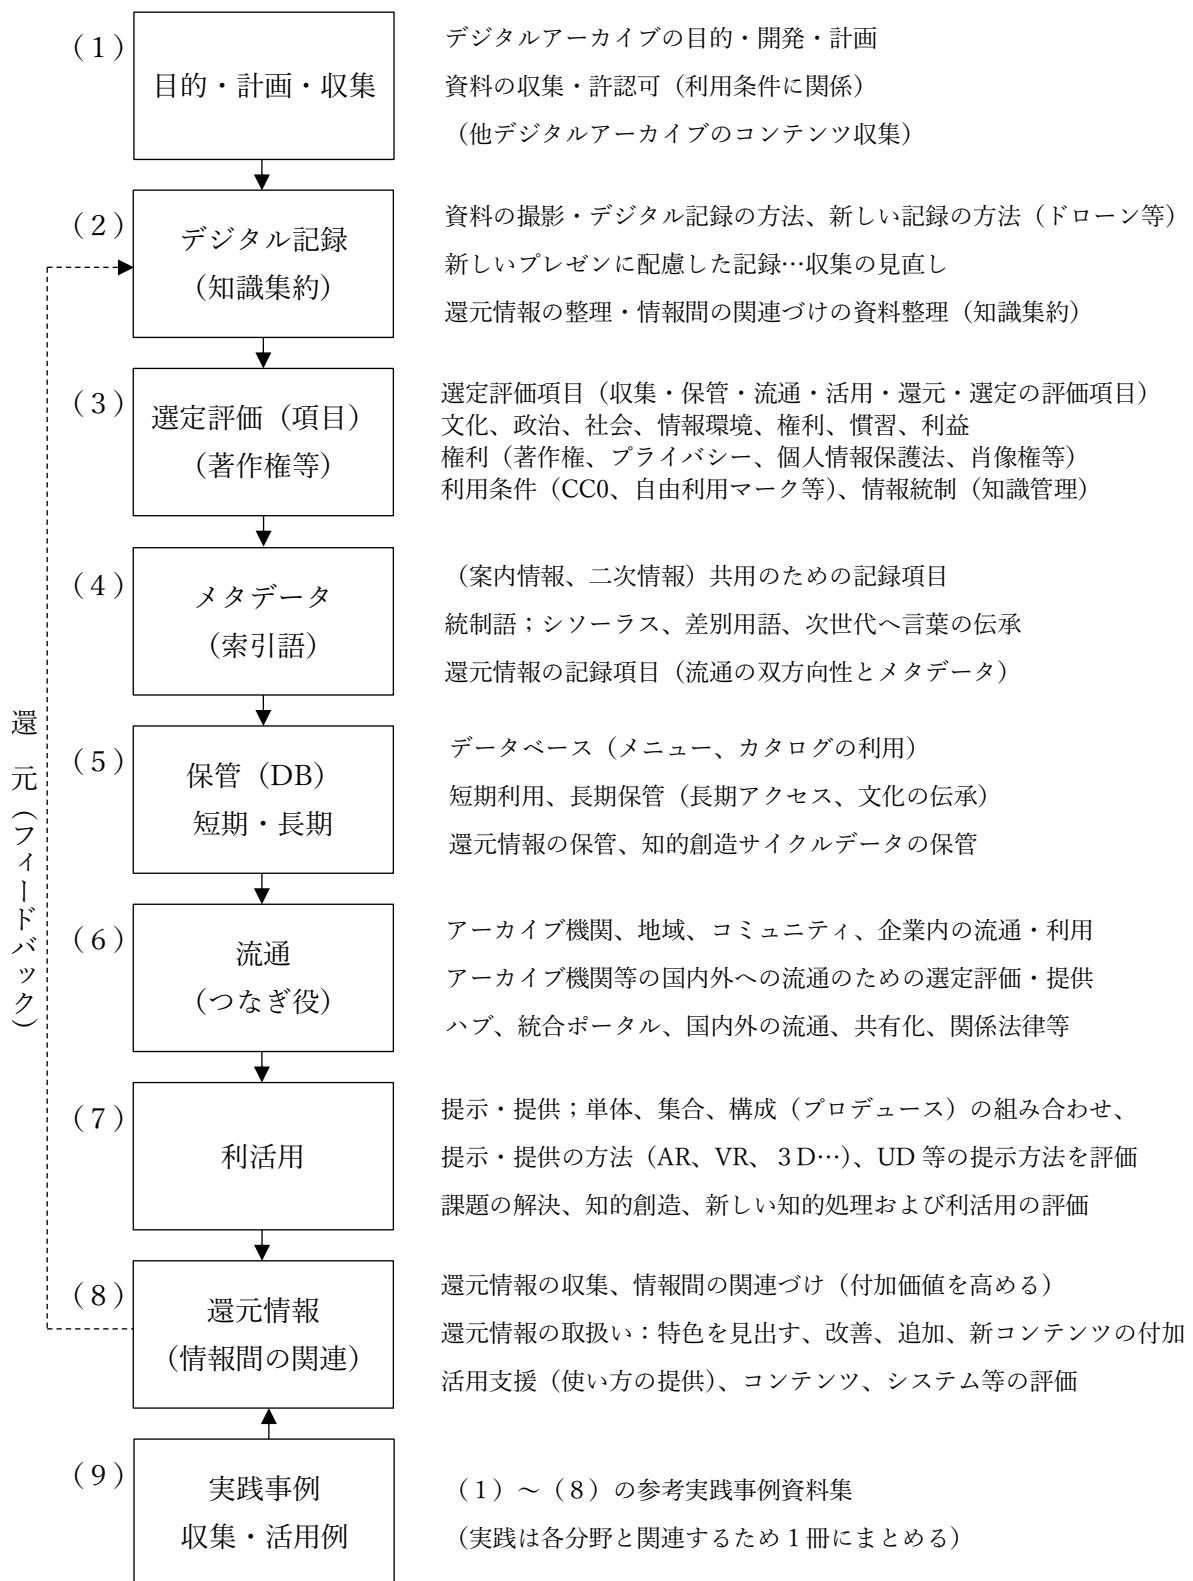 (1)
目的・計画・収集
デジタルアーカイブの目的・開発・計画
資料の収集・許認可（利用条件に関係）
（他デジタルアーカイブのコンテンツ収集）
(2)
デジタル記録
（知識集約）
資料の撮影・デジタル記録の方法、新しい記録の方法（ドローン等）
新しいプレゼンに配慮した記録…収集の見直し
還元情報の整理・情報間の関連づけの資料整理（知識集約）
(3)
選定評価（項目）
（著作権等）
選定評価項目（収集・保管・流通・活用・還元・選定の評価項目）
文化、政治、社会、情報環境、権利、慣習、利益
権利（著作権、プライバシー、個人情報保護法、肖像権等）
利用条件（CC0、自由利用マーク等）、情報統制（知識管理）
(4)
メタデータ
（索引語）
（案内情報、二次情報）共用のための記録項目
統制語；シソーラス、差別用語、次世代へ言葉の伝承
還元情報の記録項目（流通の双方向性とメタデータ）
還 元（フィードバック）
(5)
保管（DB）
短期・長期
データベース（メニュー、カタログの利用）
短期利用、長期保管（長期アクセス、文化の伝承）
還元情報の保管、知的創造サイクルデータの保管
(6)
流通
（つなぎ役）
アーカイブ機関、地域、コミュニティ、企業内の流通・利用
アーカイブ機関等の国内外への流通のための選定評価・提供
ハブ、統合ポータル、国内外の流通、共有化、関係法律等
(7)
利活用
提示・提供；単体、集合、構成（プロデュース）の組み合わせ、
提示・提供の方法（AR、VR、３D…）、UD 等の提示方法を評価
課題の解決、知的創造、新しい知的処理および利活用の評価
(8)
還元情報
（情報間の関連）
還元情報の収集、情報間の関連づけ（付加価値を高める）
還元情報の取扱い：特色を見出す、改善、追加、新コンテンツの付加
活用支援（使い方の提供）、コンテンツ、システム等の評価
(9)
実践事例
収集・活用例
（１）～（８）の参考実践事例資料集
（実践は各分野と関連するため１冊にまとめる）